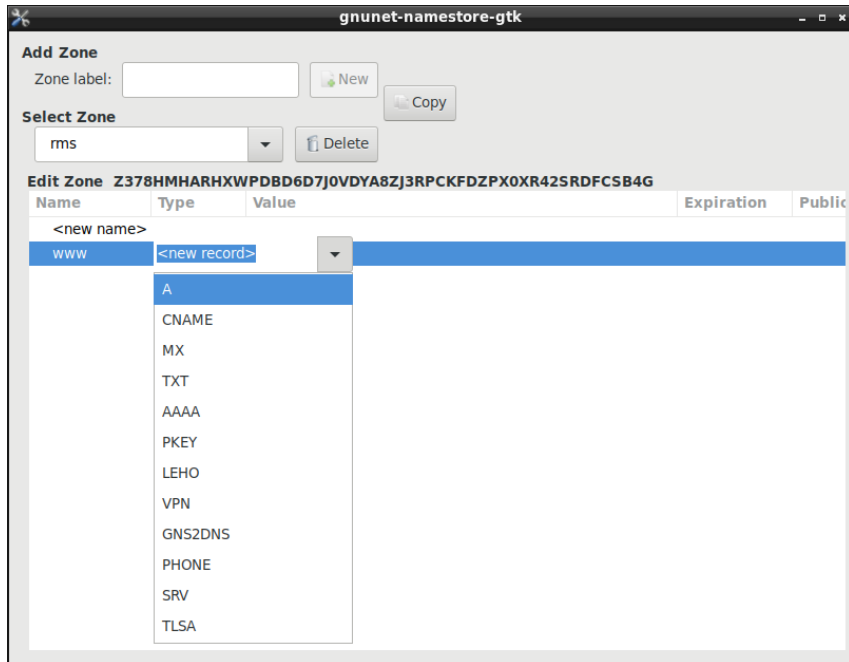 gnunet-namestore-gtk
Add Zone
Zone label:
New
Copy
Select Zone
rms
Delete
Edit Zone Z378HMHARHXWPDBD6D7J0VDYA8ZJ3RPCKFDZPX0XR42SRDFCSB4G
Name Type Value Expiration Public
<new name>
www <new record>
A
CNAME
MX
TXT
AAAA
PKEY
LEHO
VPN
GNS2DNS
PHONE
SRV
TLSA